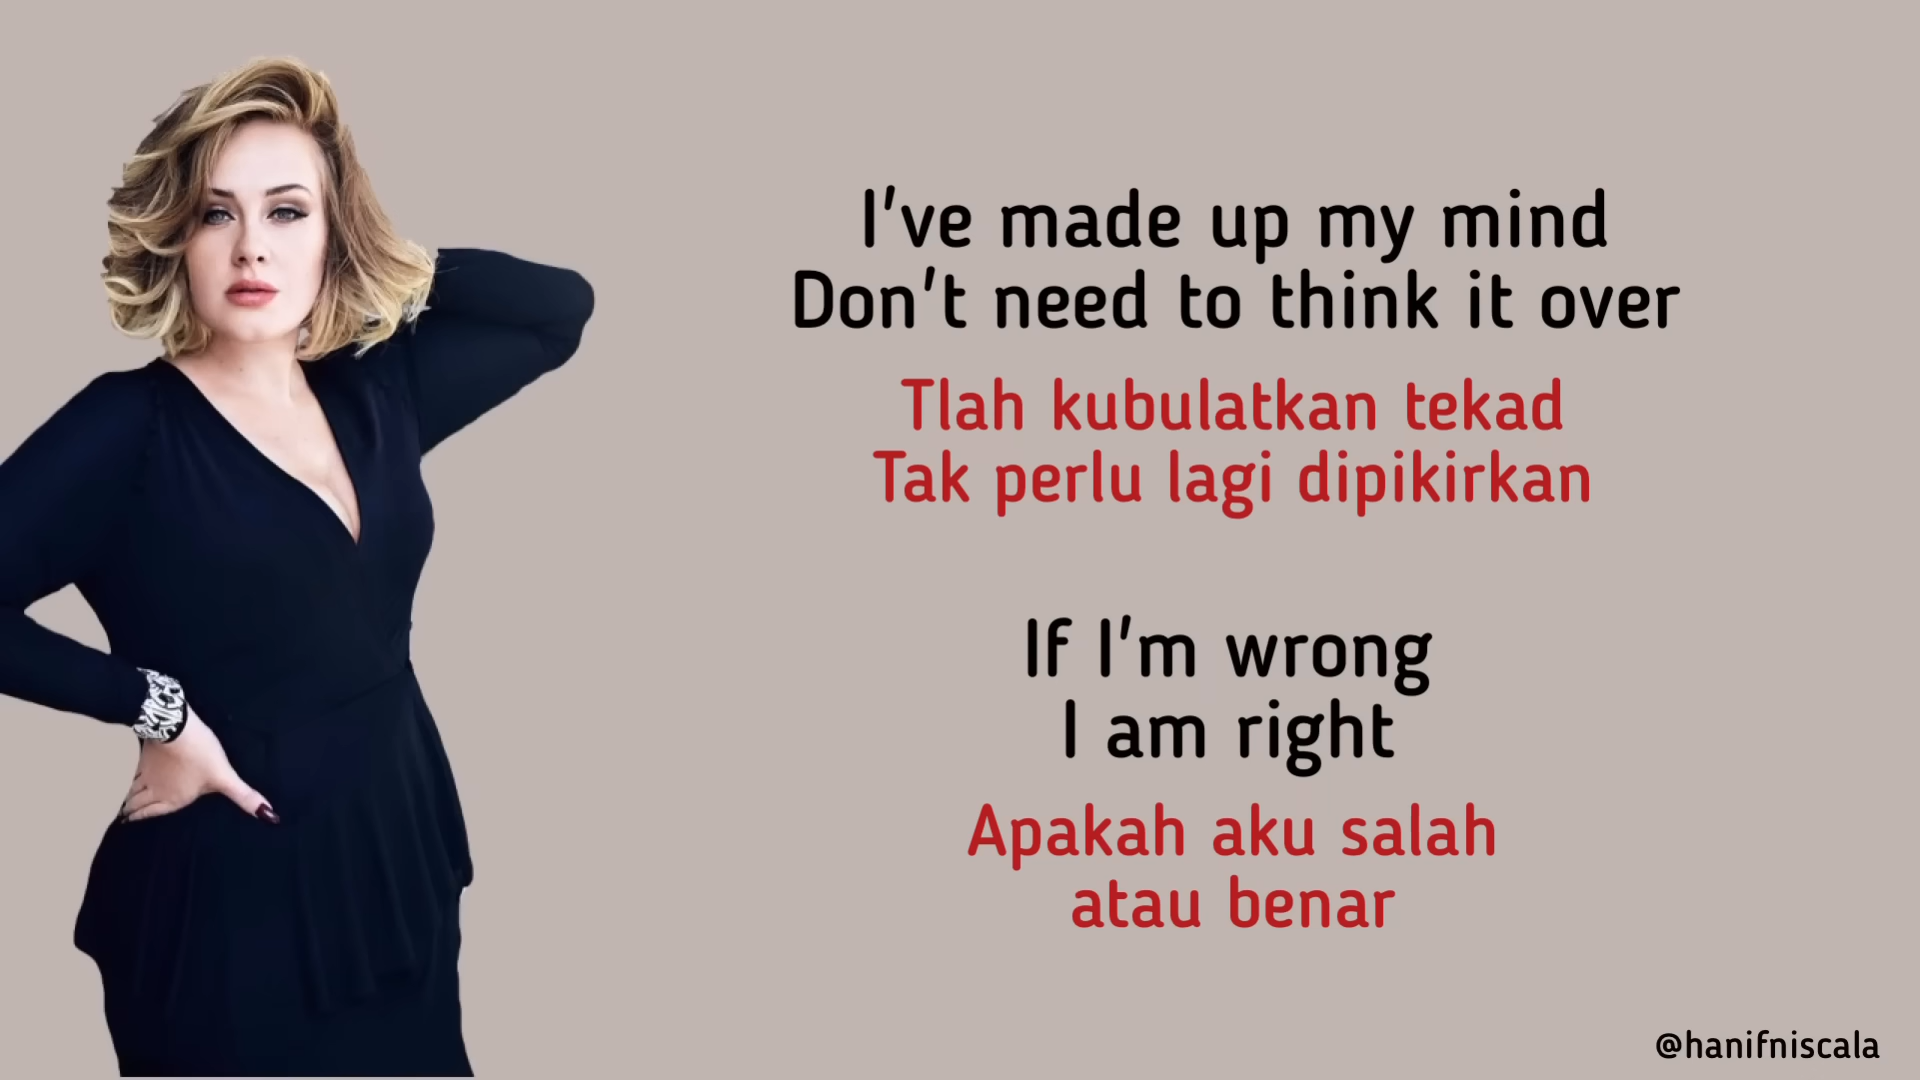 I've made up my mind
Don't need to think it over
Tlah kubulatkan tekad
Tak perlu lagi dipikirkan
If I'm wrong
I am right
Apakah aku salah
atau benar
@hanifniscala